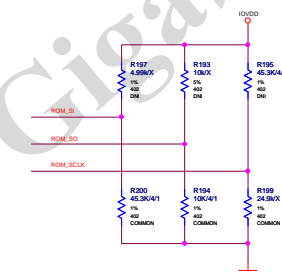 IOVDD
R197
4.99k/X
1%
402
DNI
R193
10k/X
5%
402
DNI
R195
45.3K/4/
1%
402
DNI
ROM_SI
ROM_SO
ROM_SCLK
R200
45.3K/4/1
1%
402
COMMON
R194
10K/4/1
1%
402
COMMON
R199
24.9k/X
1%
402
COMMON
Giga